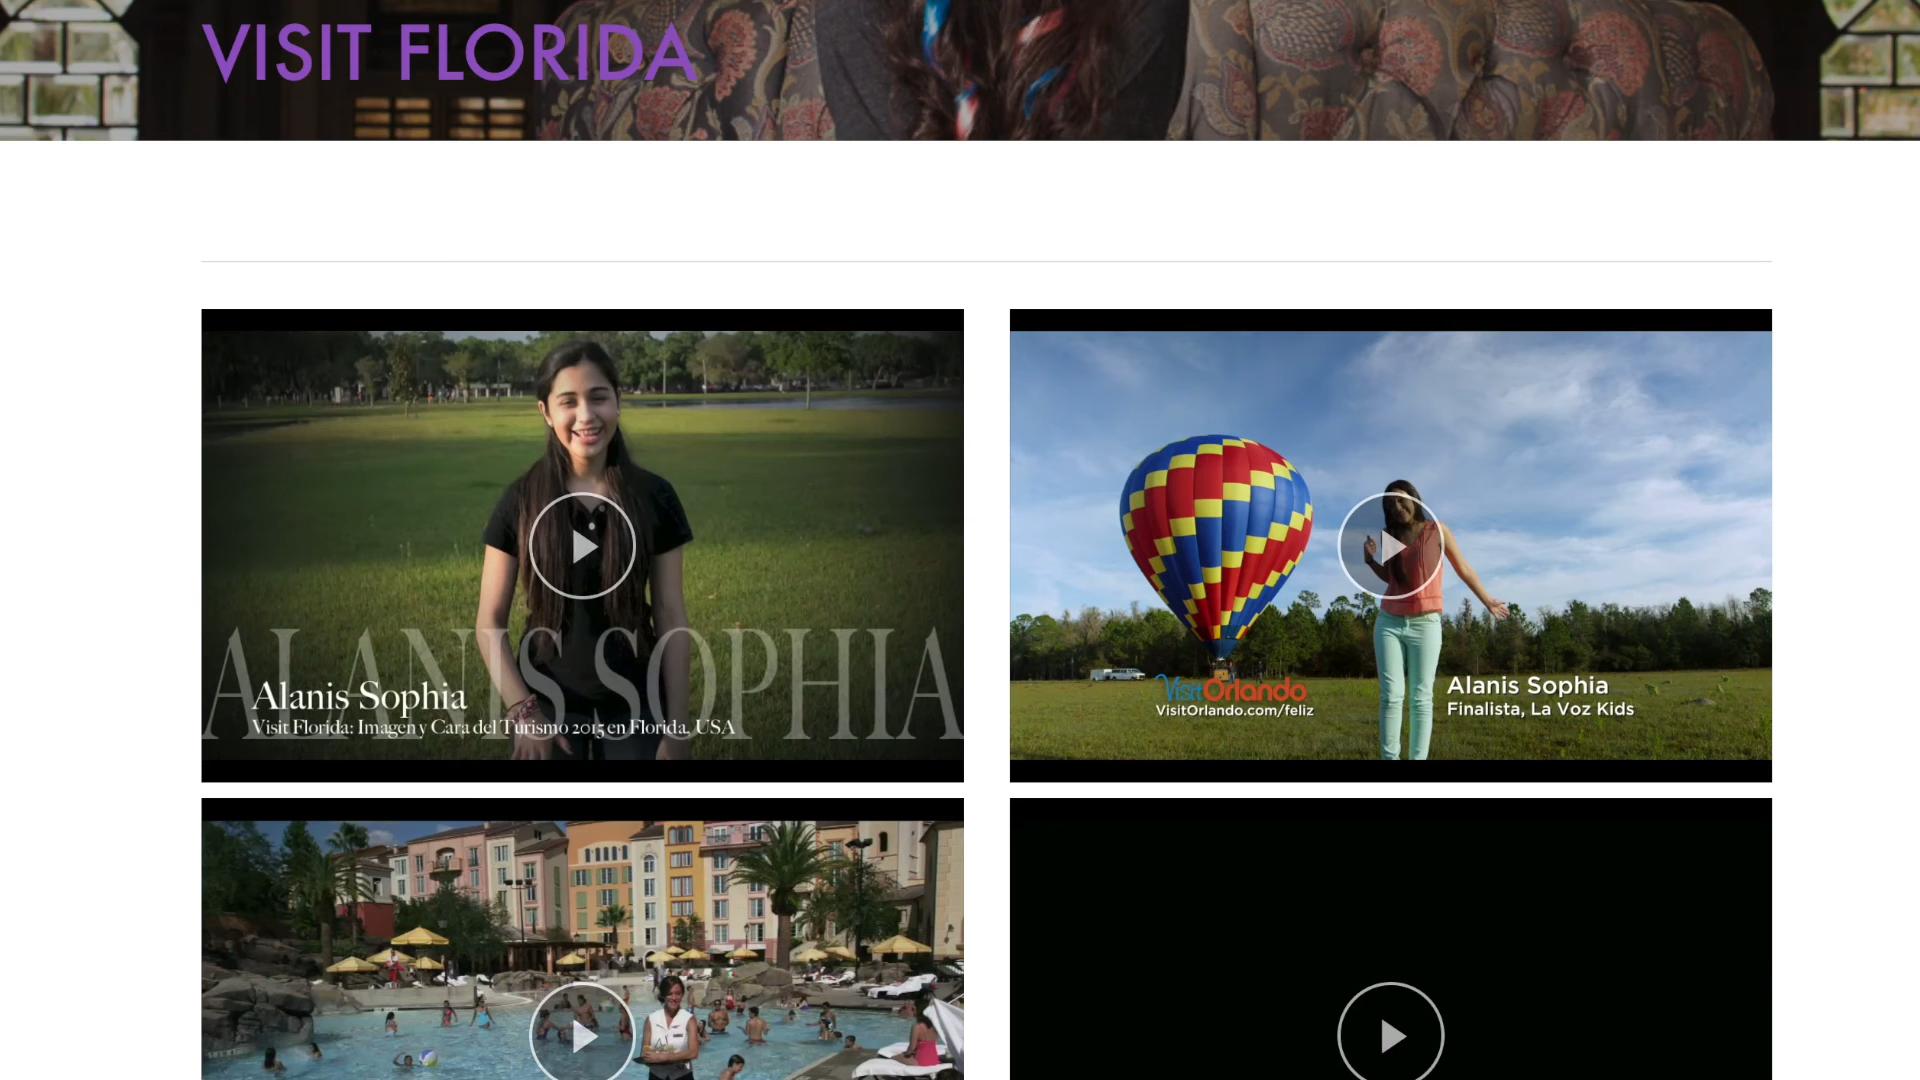 VISIT FLORIDA
ALANIS SOPHIA
Alanis Sophia
Visit Florida: Imagen y Cara del Turismo 2015 en Florida, USA
VisitOrlando
VisitOrlando.com/feliz
Alanis Sophia
Finalista, La Voz Kids